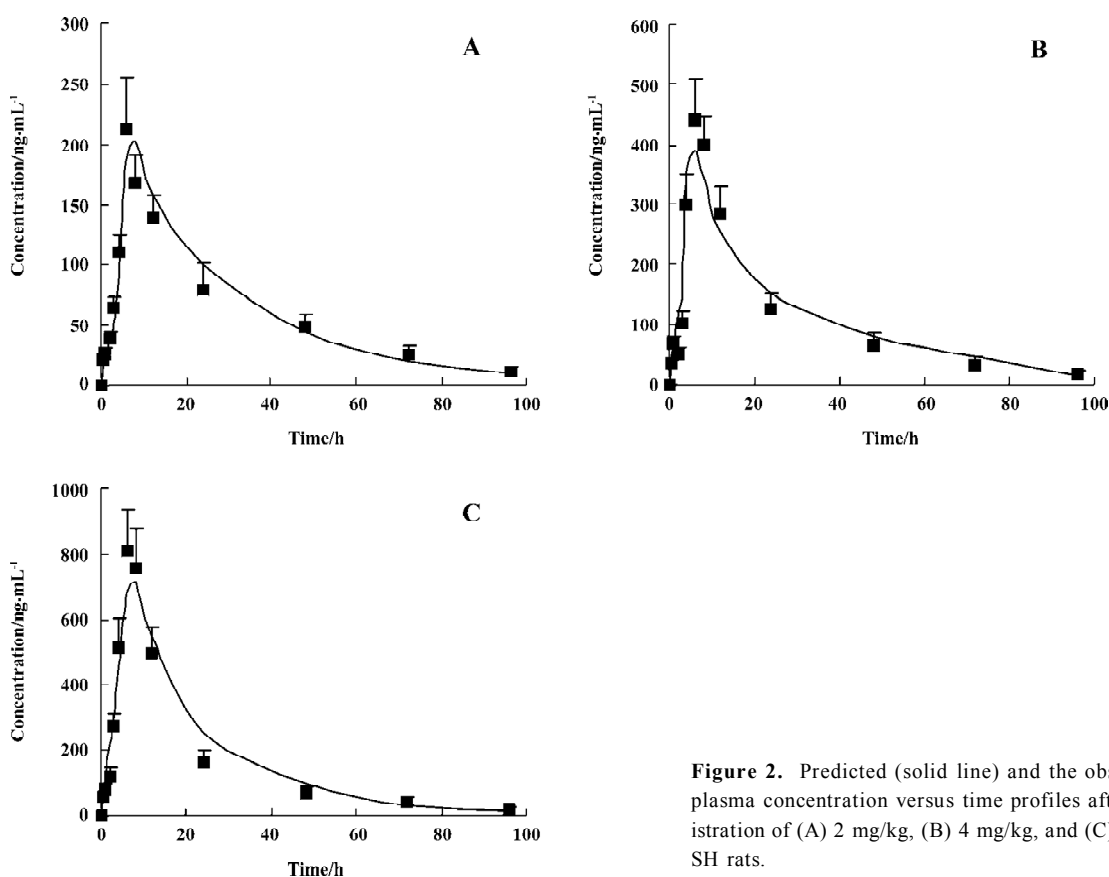 A
300
250
200
150
100
50
0
Concentration/ng·mL-1
0 20 40 60 80 100
Time/h
B
600
500
400
300
200
100
0
Concentration/ng·mL-1
0 20 40 60 80 100
Time/h
C
1000
800
600
400
200
0
Concentration/ng·mL-1
0 20 40 60 80 100
Time/h
Figure 2. Predicted (solid line) and the obs
plasma concentration versus time profiles aft
istration of (A) 2 mg/kg, (B) 4 mg/kg, and (C)
SH rats.